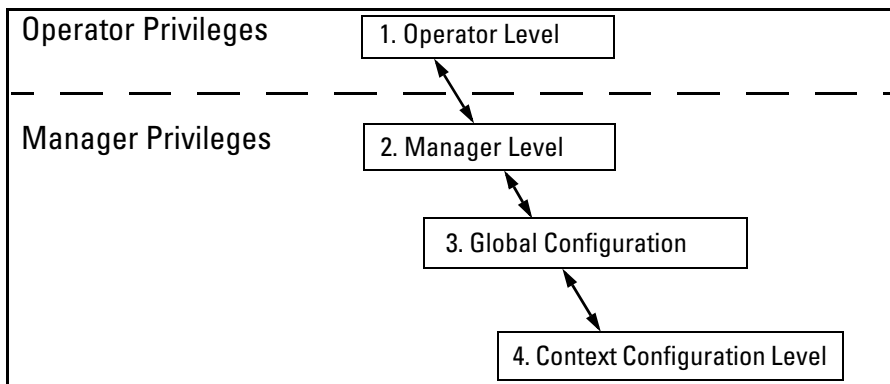 Operator Privileges
1. Operator Level
Manager Privileges
2. Manager Level
3. Global Configuration
4. Context Configuration Level